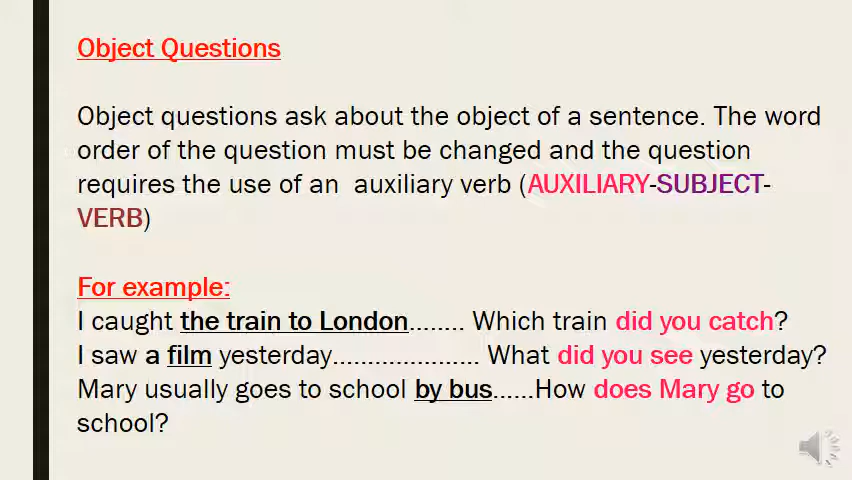 Object Questions
Object questions ask about the object of a sentence. The word
order of the question must be changed and the question
requires the use of an auxiliary verb (AUXILIARY-SUBJECT-
VERB)
For example:
I caught the train to London........ Which train did you catch?
I saw a film yesterday..................... What did you see yesterday?
Mary usually goes to school by bus......How does Mary go to
school?